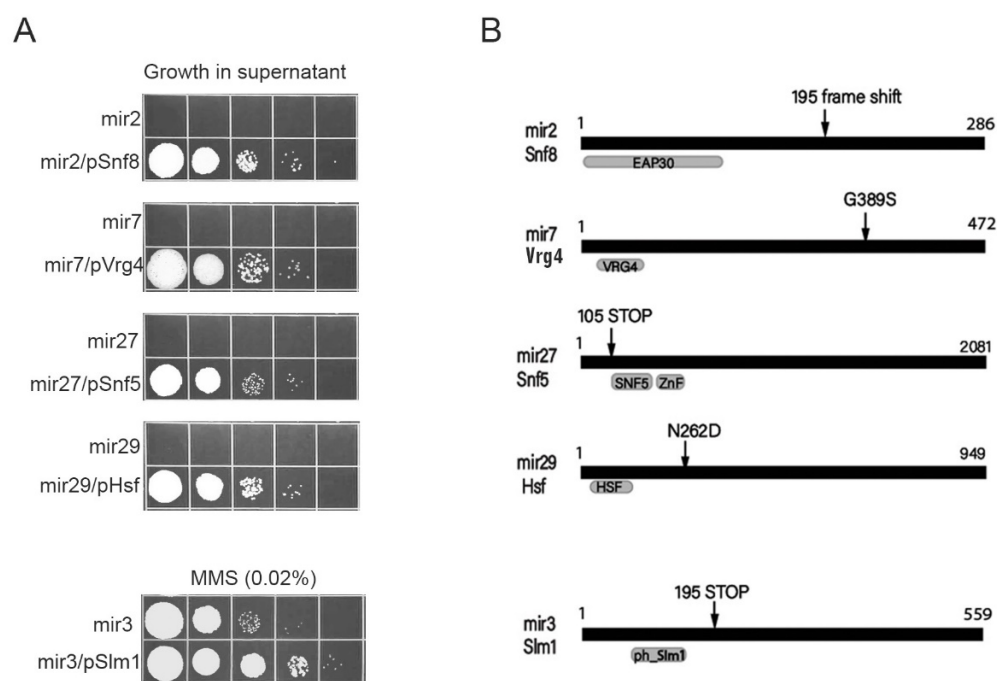 A
Growth in supernatant
mir2
mir2/pSnf8
mir7
mir7/pVrg4
mir27
mir27/pSnf5
mir29
mir29/pHsf
MMS (0.02%)
mir3
mir3/pSlm1
B
195 frame shift
1
286
mir2
Snf8
EAP30
G389S
1
472
mir7
Vrg4
VRG4
105 STOP
1
2081
mir27
Snf5
SNF5
ZnF
N262D
1
949
mir29
Hsf
HSF
195 STOP
1
559
mir3
Slm1
ph_Slm1